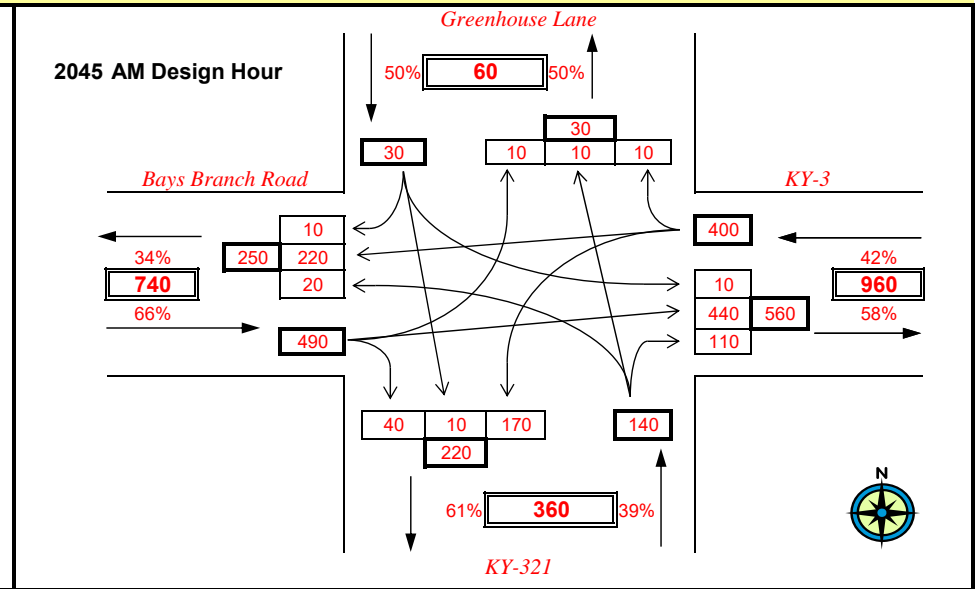 Greenhouse Lane
2045 AM Design Hour
50% 60 50%
30
30 10 10 10
Bays Branch Road KY-3
10 400
34% 250 220 42%
740 20 10 960
66% 440 560 58%
490 110
40 10 170 140
220
N
61% 360 39%
KY-321